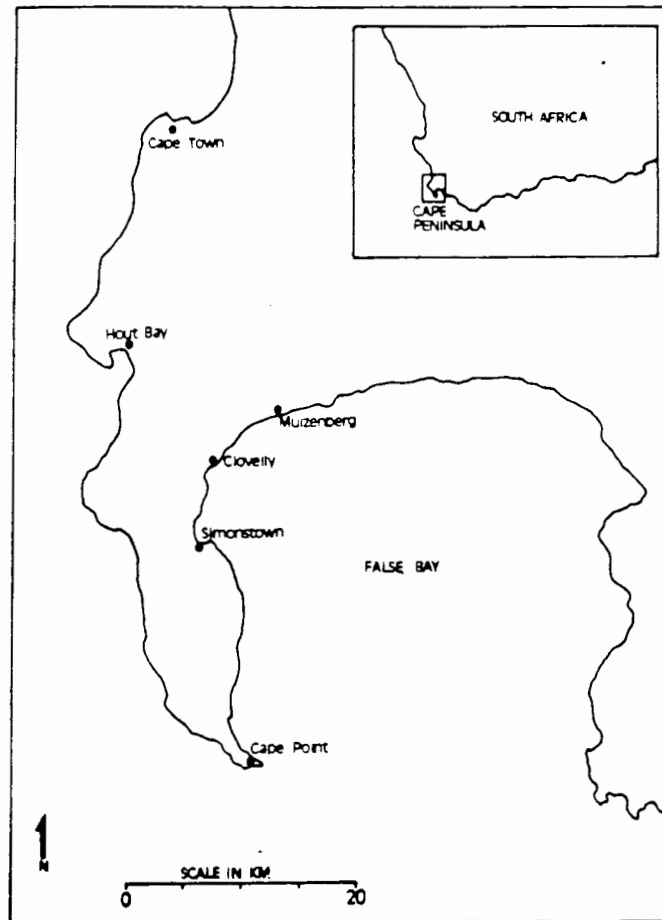 Cape Town
SOUTH AFRICA
CAPE
PENINSULA
Hout Bay
Muizenberg
Clovelly
Simonstown
FALSE BAY
Cape Point
N
SCALE IN KM.
0 20